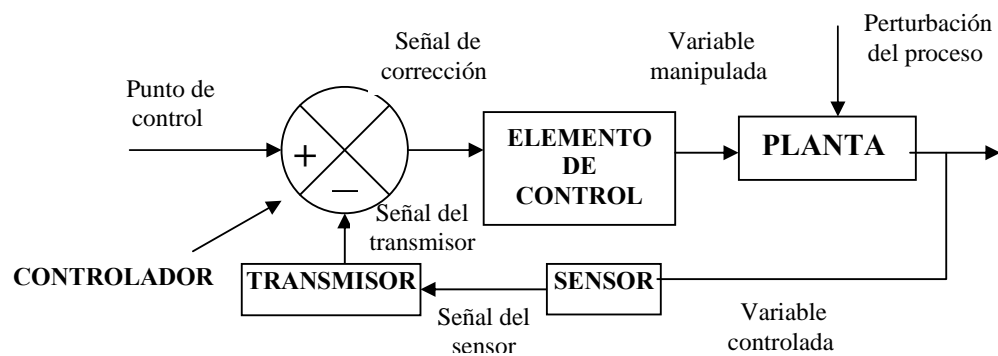 Perturbación
del proceso
Señal de
corrección
Variable
manipulada
Punto de
control
ELEMENTO
DE
CONTROL
PLANTA
+
–
Señal del
transmisor
CONTROLADOR
TRANSMISOR
SENSOR
Señal del
sensor
Variable
controlada